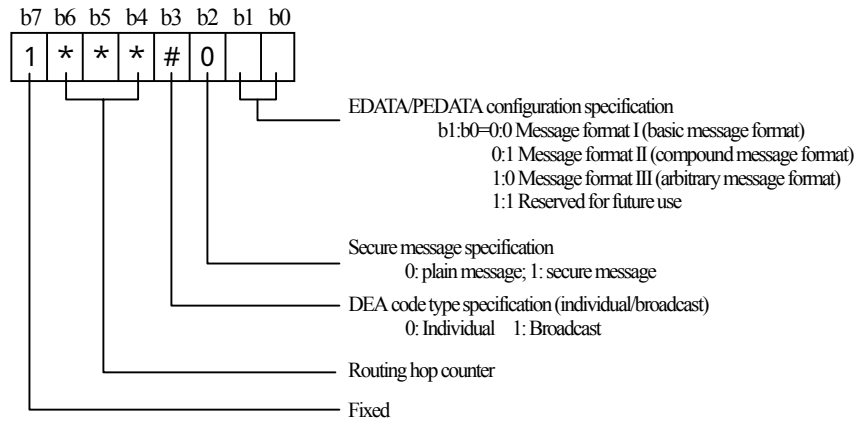 b7 b6 b5 b4 b3 b2 b1 b0
1 * * * # 0
EDATA/PEDATA configuration specification
b1:b0=0:0 Message format I (basic message format)
0:1 Message format II (compound message format)
1:0 Message format III (arbitrary message format)
1:1 Reserved for future use
Secure message specification
0: plain message; 1: secure message
DEA code type specification (individual/broadcast)
0: Individual 1: Broadcast
Routing hop counter
Fixed